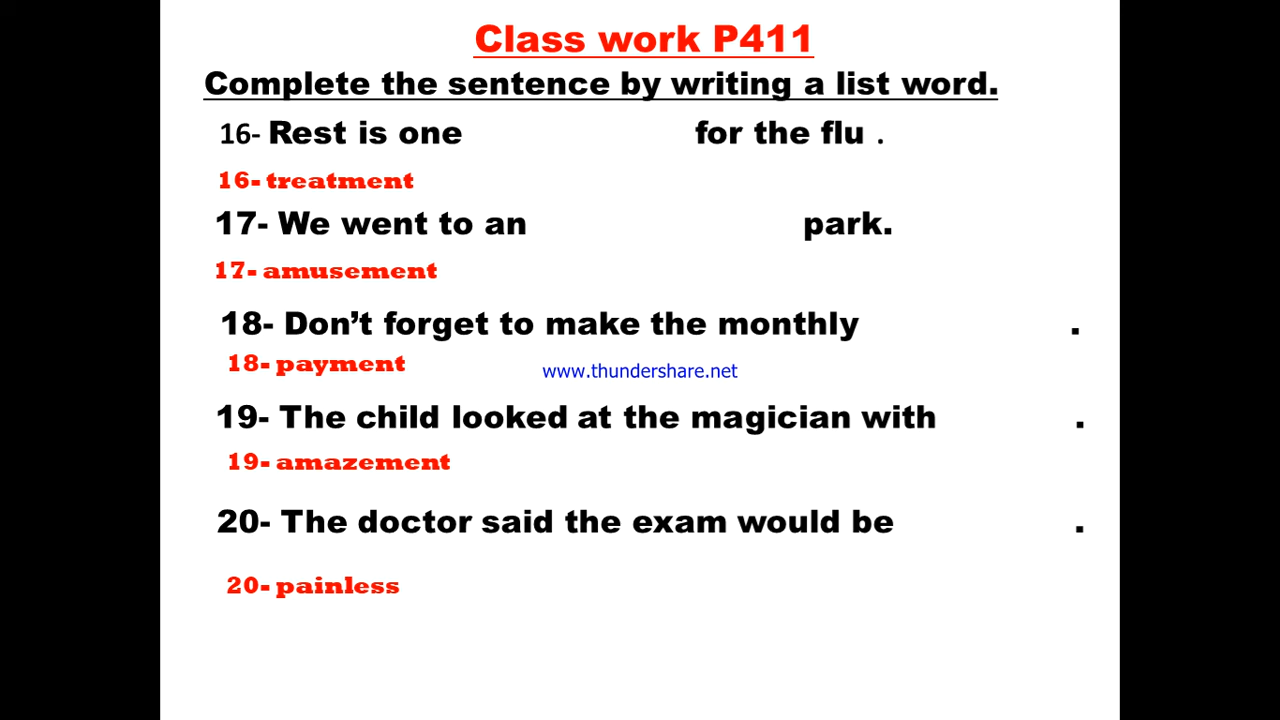 Class work P411
Complete the sentence by writing a list word.
16- Rest is one for the flu .
16- treatment
17- We went to an park.
17- amusement
18- Don’t forget to make the monthly .
18- payment
www.thundershare.net
19- The child looked at the magician with .
19- amazement
20- The doctor said the exam would be .
20- painless